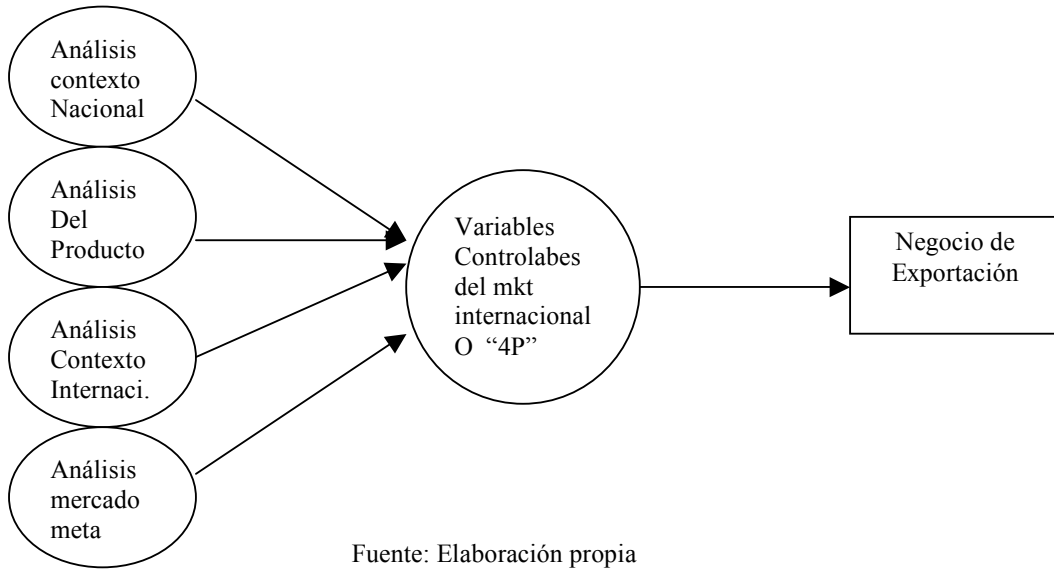 Análisis
contexto
Nacional
Análisis
Del
Producto
Análisis
Contexto
Internaci.
Análisis
mercado
meta
Variables
Controlabes
del mkt
internacional
O “4P”
Negocio de
Exportación
Fuente: Elaboración propia